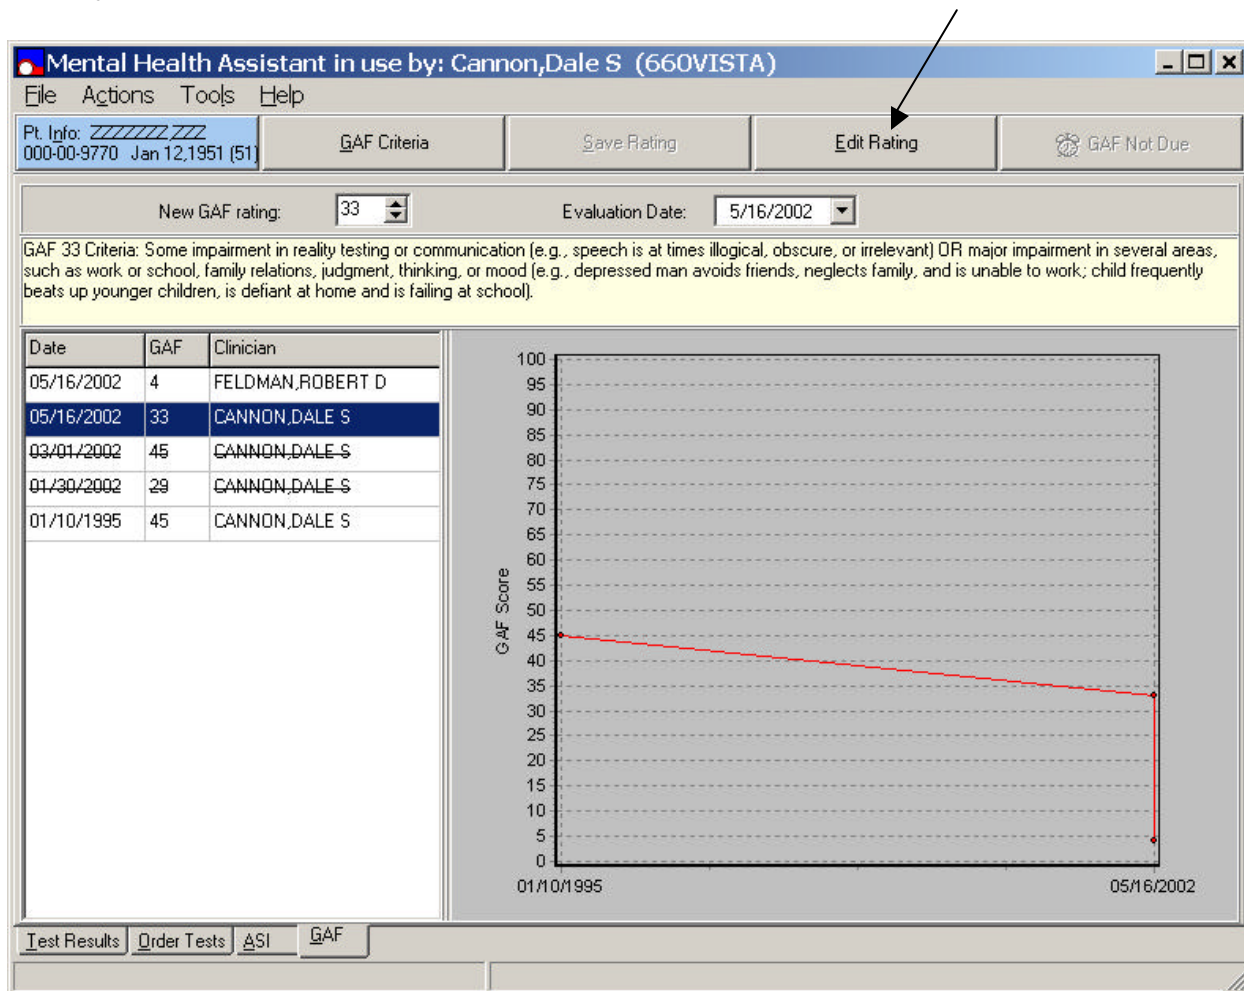 Mental Health Assistant in use by: Cannon,Dale S (660VISTA)
File Actions Tools Help
Pt. Info: ZZZZZZZ,ZZZ
000-00-9770 Jan 12,1951 (51)
GAF Criteria
Save Rating
Edit Rating
GAF Not Due
New GAF rating: 33 Evaluation Date: 5/16/2002
GAF 33 Criteria: Some impairment in reality testing or communication (e.g., speech is at times illogical, obscure, or irrelevant) OR major impairment in several areas,
such as work or school, family relations, judgment, thinking, or mood (e.g., depressed man avoids friends, neglects family, and is unable to work; child frequently
beats up younger children, is defiant at home and is failing at school).
Date GAF Clinician
05/16/2002 4 FELDMAN,ROBERT D
05/16/2002 33 CANNON,DALE S
03/01/2002 45 CANNON,DALE S
01/30/2002 29 CANNON,DALE S
01/10/1995 45 CANNON,DALE S
GAF Score
100
95
90
85
80
75
70
65
60
55
50
45
40
35
30
25
20
15
10
5
0
01/10/1995 05/16/2002
Test Results Order Tests ASI GAF